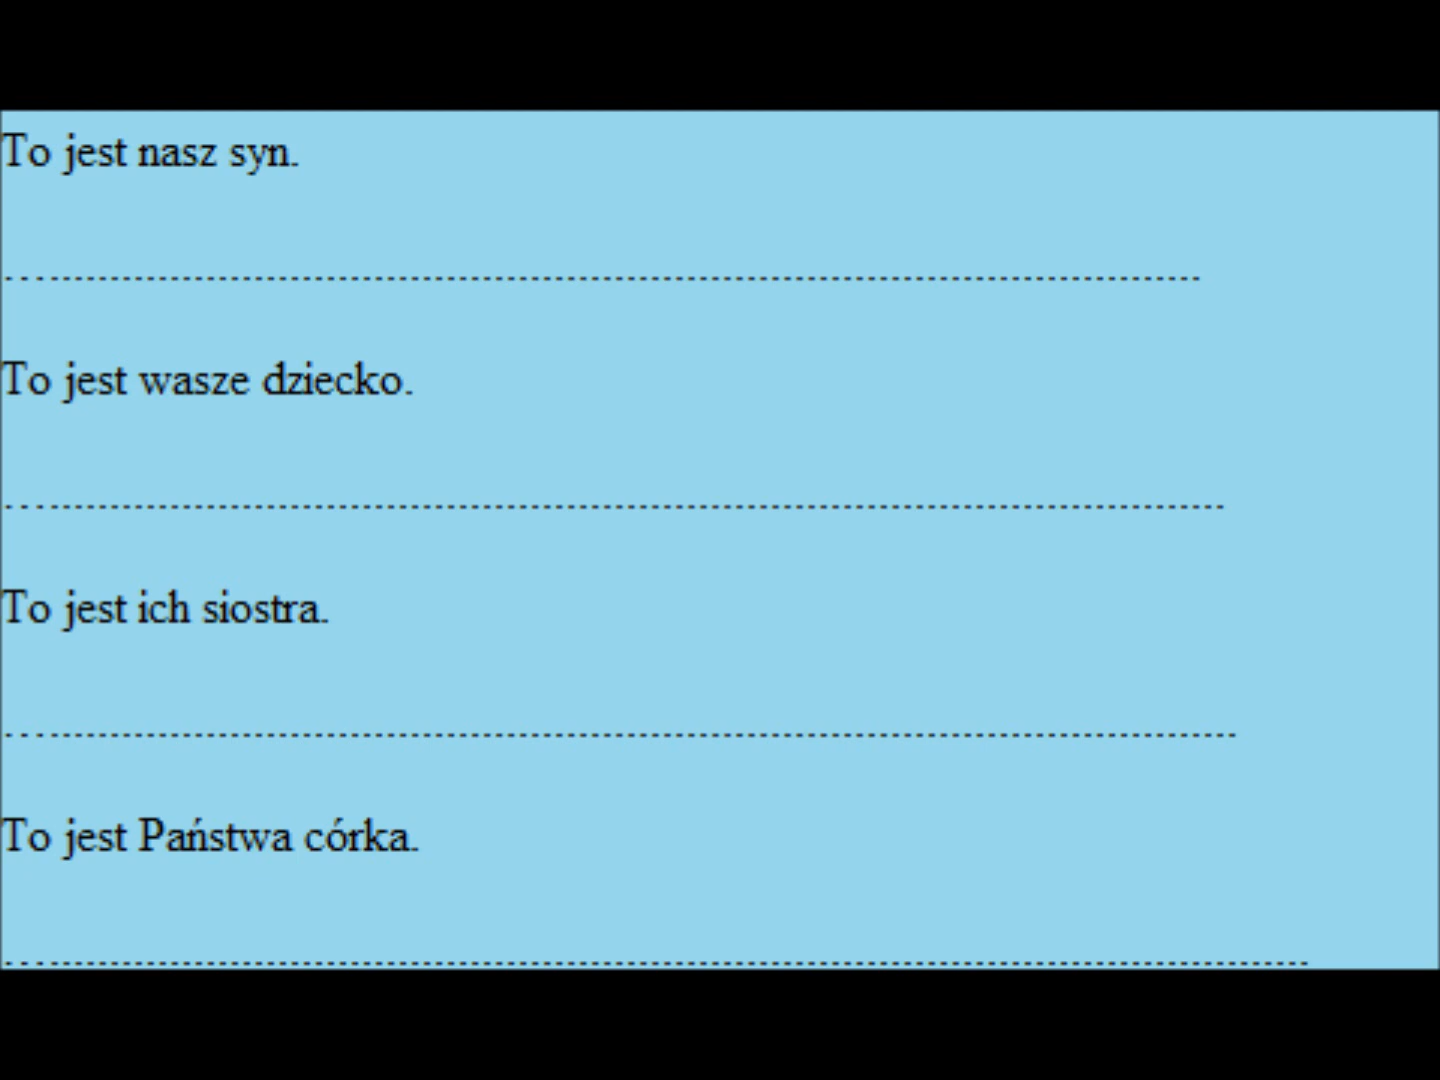 To jest nasz syn.
................................................................................................
To jest wasze dziecko.
..................................................................................................
To jest ich siostra.
...................................................................................................
To jest Państwa córka.
.........................................................................................................